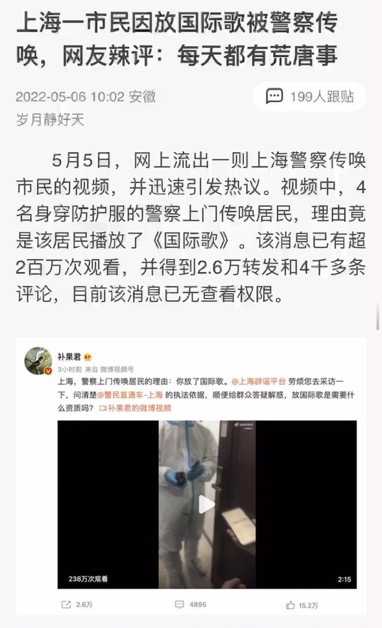 上海一市民因放国际歌被警察传
唤，网友辣评：每天都有荒唐事
2022-05-06 10:02 安徽
199人跟贴
岁月静好天
5月5日，网上流出一则上海警察传唤
市民的视频，并迅速引发热议。视频中，4
名身穿防护服的警察上门传唤居民，理由竟
是该居民播放了《国际歌》。该消息已有超
2百万次观看，并得到2.6万转发和4千多条
评论，目前该消息已无查看权限。
补果君
3小时前 来自 微博视频号
上海，警察上门传唤居民的理由：你放了国际歌。@上海辟谣平台 劳烦您去采访一
下，问清楚@警民直通车-上海 的执法依据，顺便给群众答疑解惑，放国际歌是需要什
么资质吗？ 补果君的微博视频
238万次观看
2:15
2.6万
4895
15.2万